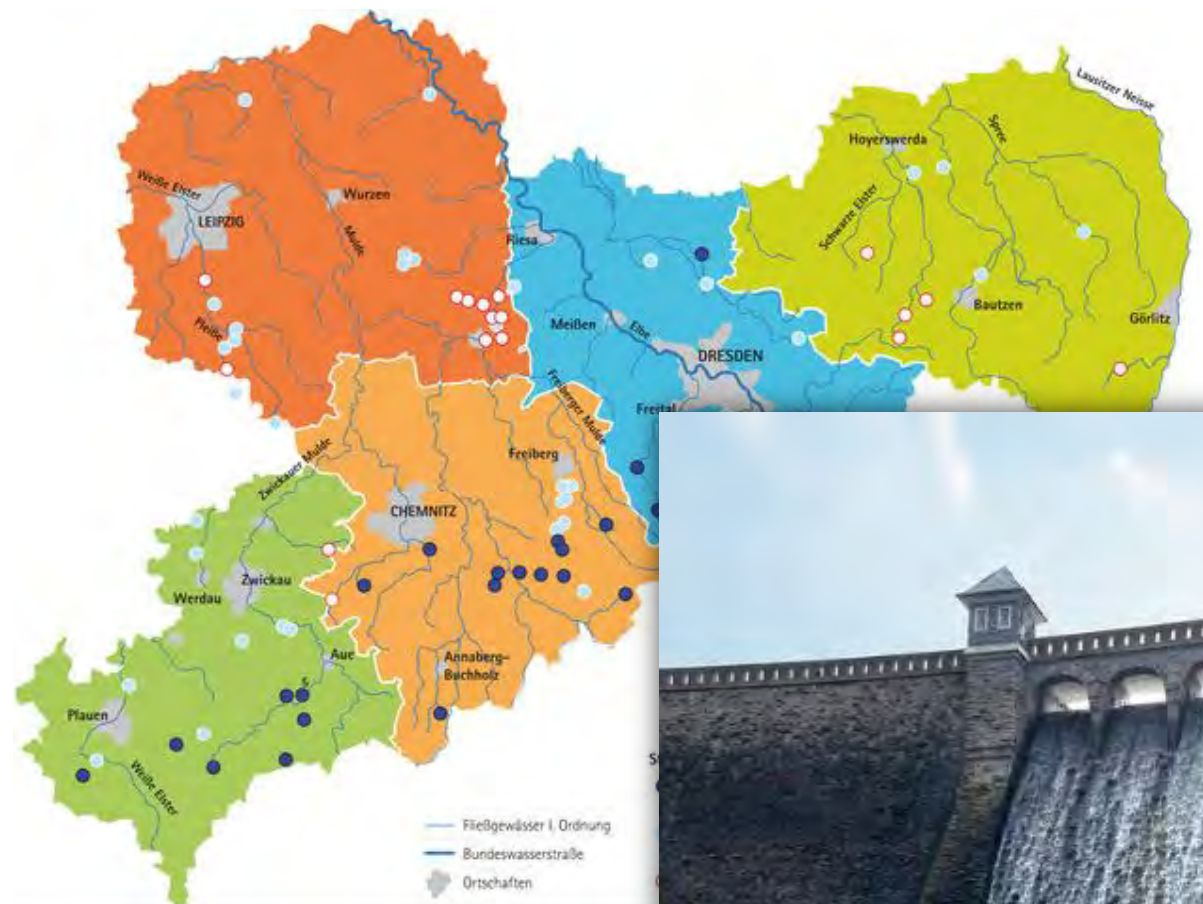 Lausitzer Neisse
Hoyerswerda
Spree
Weiße Elster
Wurzen
LEIPZIG
Mulde
Schwarze Elster
Riesa
Bautzen
Görlitz
Pleiße
Meißen
Elbe
DRESDEN
Freiberger Mulde
Zwickauer Mulde
Freiberg
CHEMNITZ
Zwickau
Werdau
Aue
Annaberg-
Buchholz
Plauen
Weiße Elster
Fließgewässer I. Ordnung
Bundeswasserstraße
Ortschaften